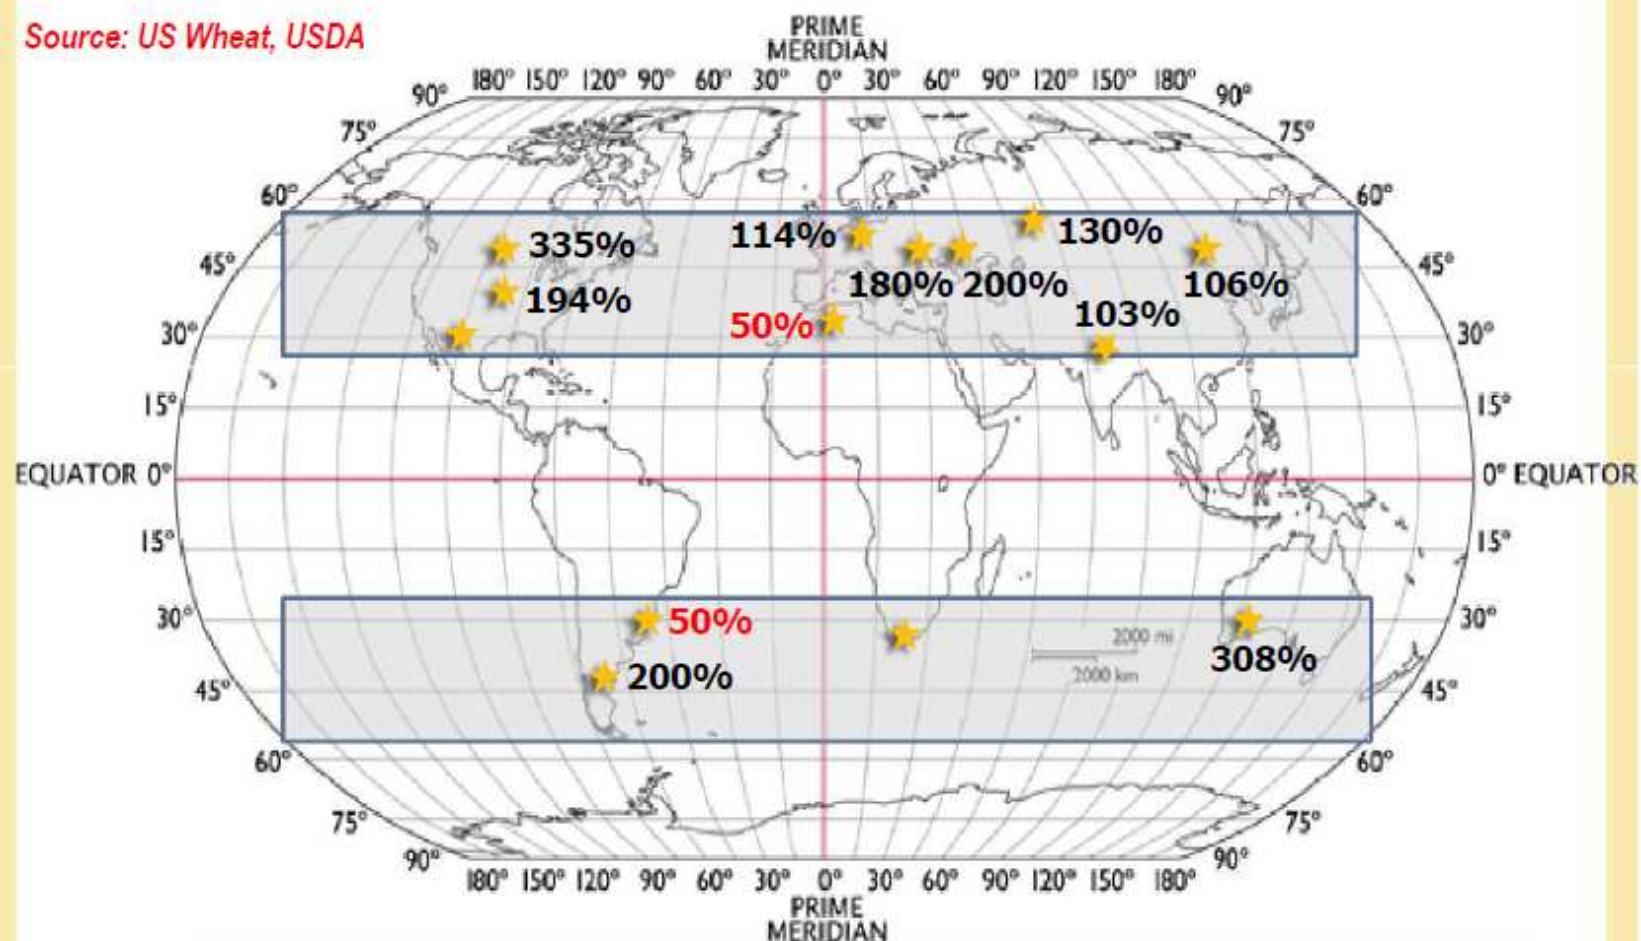 Source: US Wheat, USDA
PRIME
MERIDIAN
180° 150° 120° 90° 60° 30° 0° 30° 60° 90° 120° 150° 180°
90° 90°
75° 75°
60° 60°
335% 114% 130%
45° 45°
194% 180% 200% 106%
50% 103%
30° 30°
15° 15°
EQUATOR 0° 0° EQUATOR
15° 15°
30° 50% 30°
2000 mi
308%
200% 2000 km
45° 45°
60° 60°
75° 75°
90° 90°
180° 150° 120° 90° 60° 30° 0° 30° 60° 90° 120° 150° 180°
PRIME
MERIDIAN